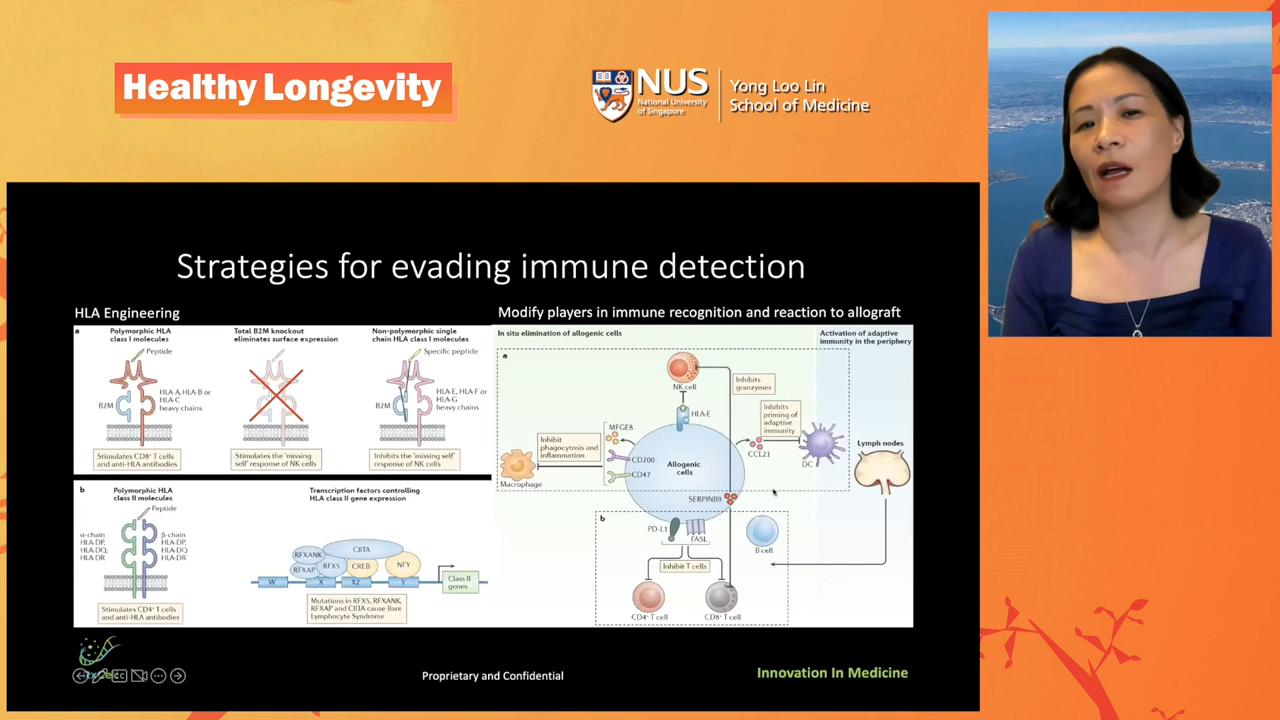 Healthy Longevity
NUS
National University
of Singapore
Yong Loo Lin
School of Medicine
Strategies for evading immune detection
HLA Engineering
a
Polymorphic HLA
class I molecules
Peptide
B2M
HLA-A, HLA-B or
HLA-C
heavy chains
Stimulates CD8⁺ T cells
and anti-HLA antibodies
Total B2M knockout
eliminates surface expression
Stimulates the 'missing
self' response of NK cells
Non-polymorphic single
chain HLA class I molecules
Specific peptide
B2M
HLA-E, HLA-F or
HLA-G
heavy chains
Inhibits the 'missing self'
response of NK cells
b
Polymorphic HLA
class II molecules
Peptide
α-chain
HLA-DP,
HLA-DQ,
HLA-DR
β-chain
HLA-DP,
HLA-DQ
HLA-DR
Stimulates CD4⁺ T cells
and anti-HLA antibodies
Transcription factors controlling
HLA class II gene expression
RFXANK
CIITA
RFXAP
RFX5
CREB
NFY
W
X
X2
Y
Class II
genes
Mutations in RFX5, RFXANK,
RFXAP and CIITA cause Bare
Lymphocyte Syndrome
Modify players in immune recognition and reaction to allograft
In situ elimination of allogenic cells
Activation of adaptive
immunity in the periphery
a
NK cell
Inhibits
granzymes
HLA-E
Inhibits
priming of
adaptive
immunity
MFGE8
Inhibit
phagocytosis and
inflammation
CD200
CD47
Macrophage
Allogenic
cells
CCL21
DC
Lymph nodes
SERPINB9
b
PD-L1
FASL
B cell
Inhibit T cells
CD4⁺ T cell
CD8⁺ T cell
Proprietary and Confidential
Innovation In Medicine